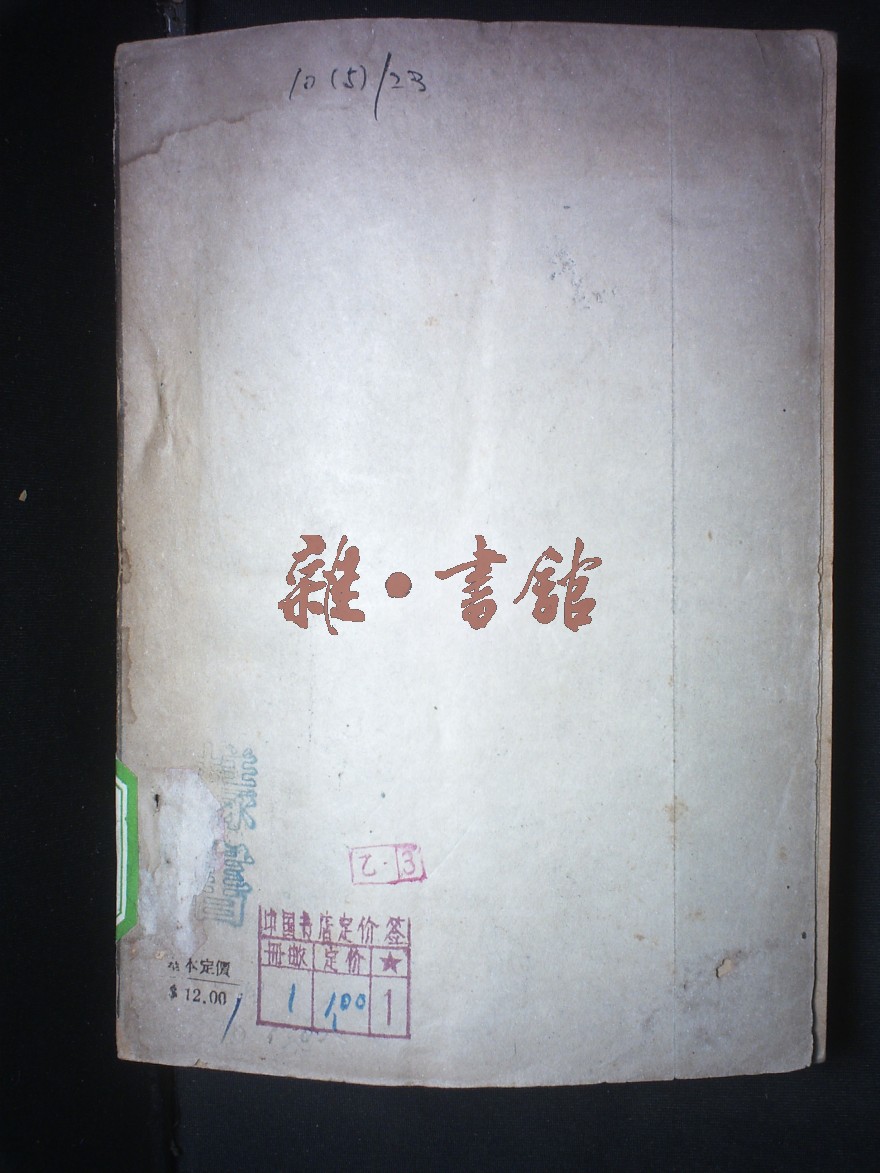 10(5)/23
雜·書館
乙·3
中国书店定价签
册数 定价 ★
1 1.00 1
基本定價
$12.00